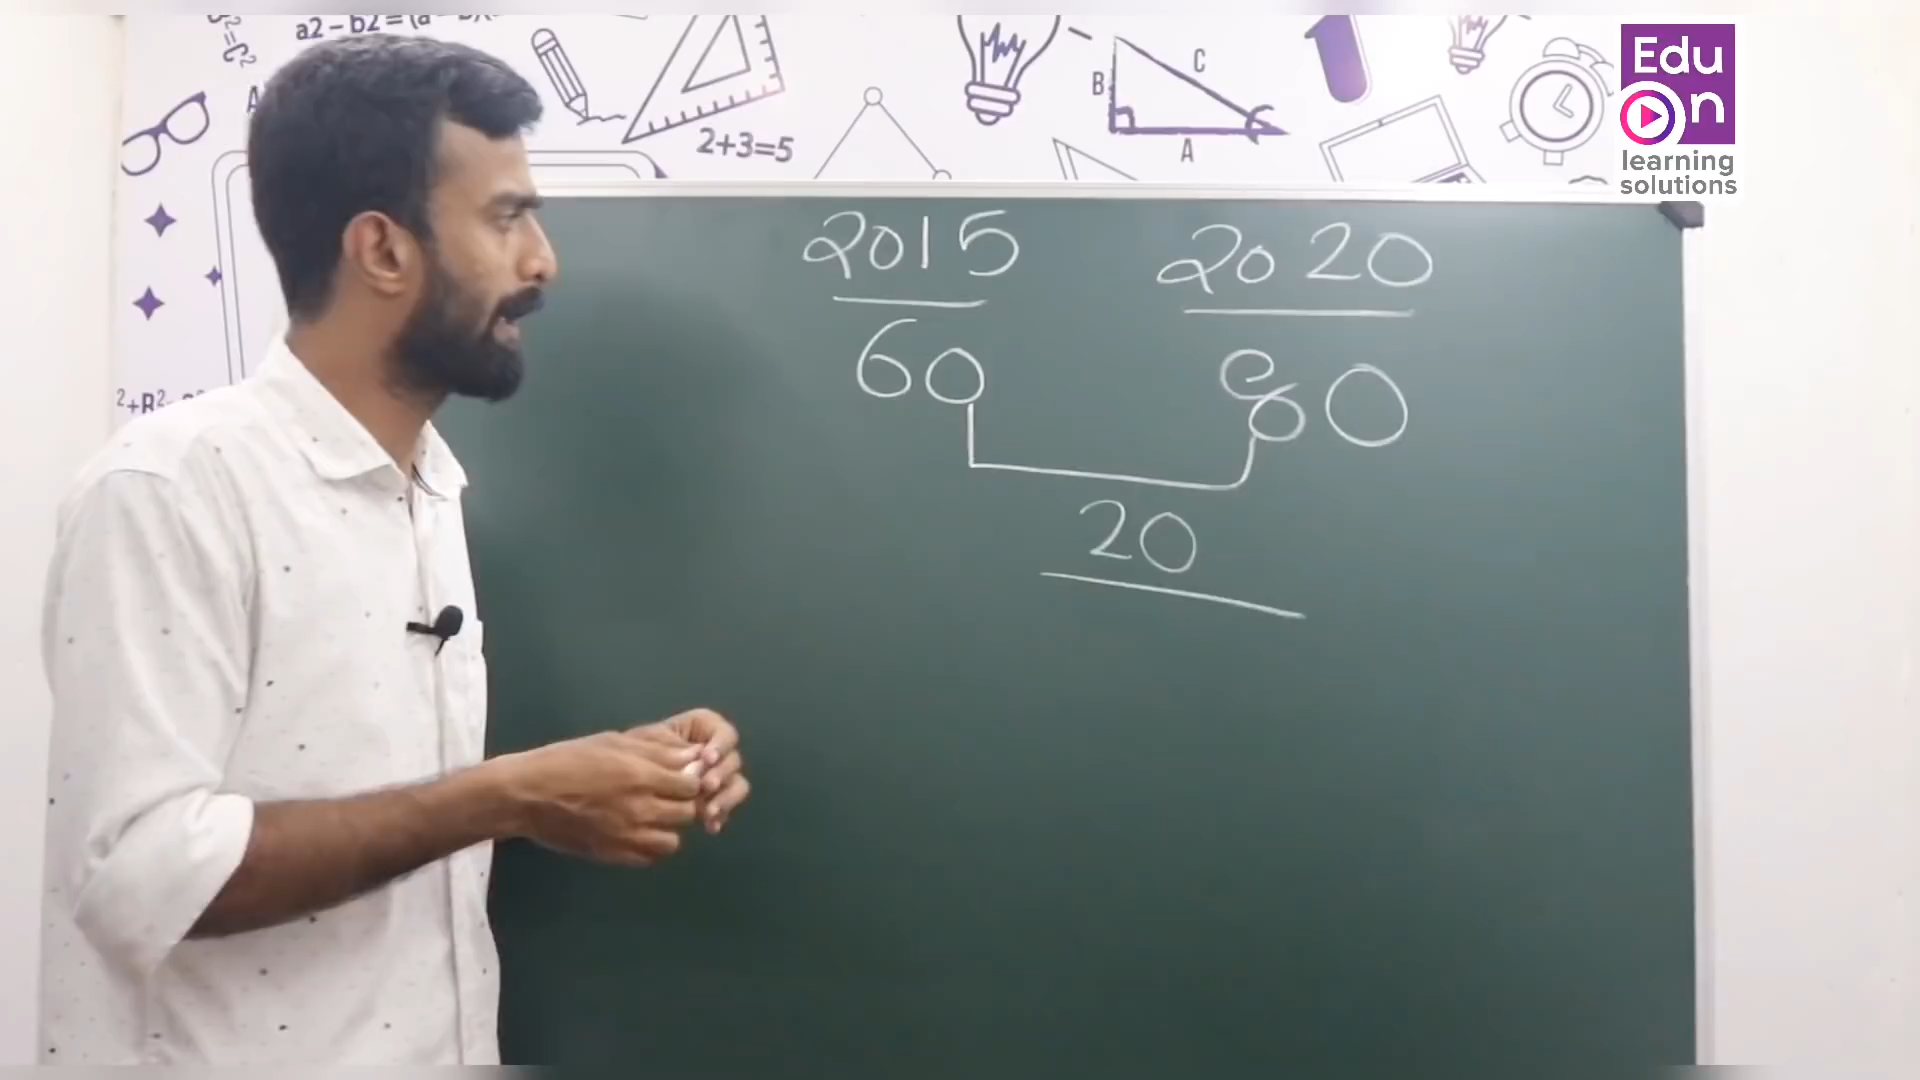 a2-b2=(a
2+3=5
B
C
A
Edu
On
learning
solutions
2015 2020
60 80
20